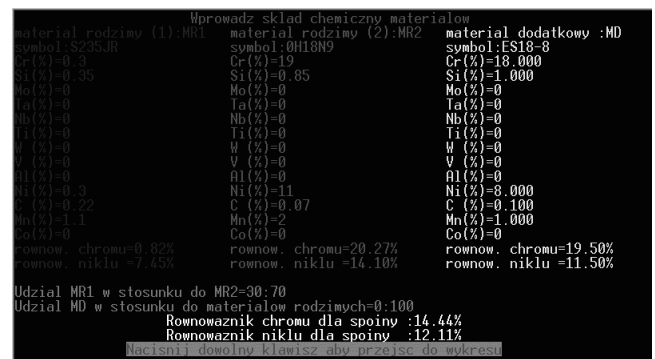 Wprowadz sklad chemiczny materialow
material rodzimy (1):MR1 material rodzimy (2):MR2 material dodatkowy :MD
symbol:S235JR symbol:0H18N9 symbol:ES18-8
Cr(%)=0.3 Cr(%)=19 Cr(%)=18.000
Si(%)=0.35 Si(%)=0.85 Si(%)=1.000
Mo(%)=0 Mo(%)=0 Mo(%)=0
Ta(%)=0 Ta(%)=0 Ta(%)=0
Nb(%)=0 Nb(%)=0 Nb(%)=0
Ti(%)=0 Ti(%)=0 Ti(%)=0
W (%)=0 W (%)=0 W (%)=0
V (%)=0 V (%)=0 V (%)=0
Al(%)=0 Al(%)=0 Al(%)=0
Ni(%)=0.3 Ni(%)=11 Ni(%)=8.000
C (%)=0.22 C (%)=0.07 C (%)=0.100
Mn(%)=1.1 Mn(%)=2 Mn(%)=1.000
Co(%)=0 Co(%)=0 Co(%)=0
rownow. chromu=0.82% rownow. chromu=20.27% rownow. chromu=19.50%
rownow. niklu =7.45% rownow. niklu =14.10% rownow. niklu =11.50%
Udzial MR1 w stosunku do MR2=30:70
Udzial MD w stosunku do materialow rodzimych=0:100
Rownowaznik chromu dla spoiny :14.44%
Rownowaznik niklu dla spoiny :12.11%
Nacisnij dowolny klawisz aby przejsc do wykresu